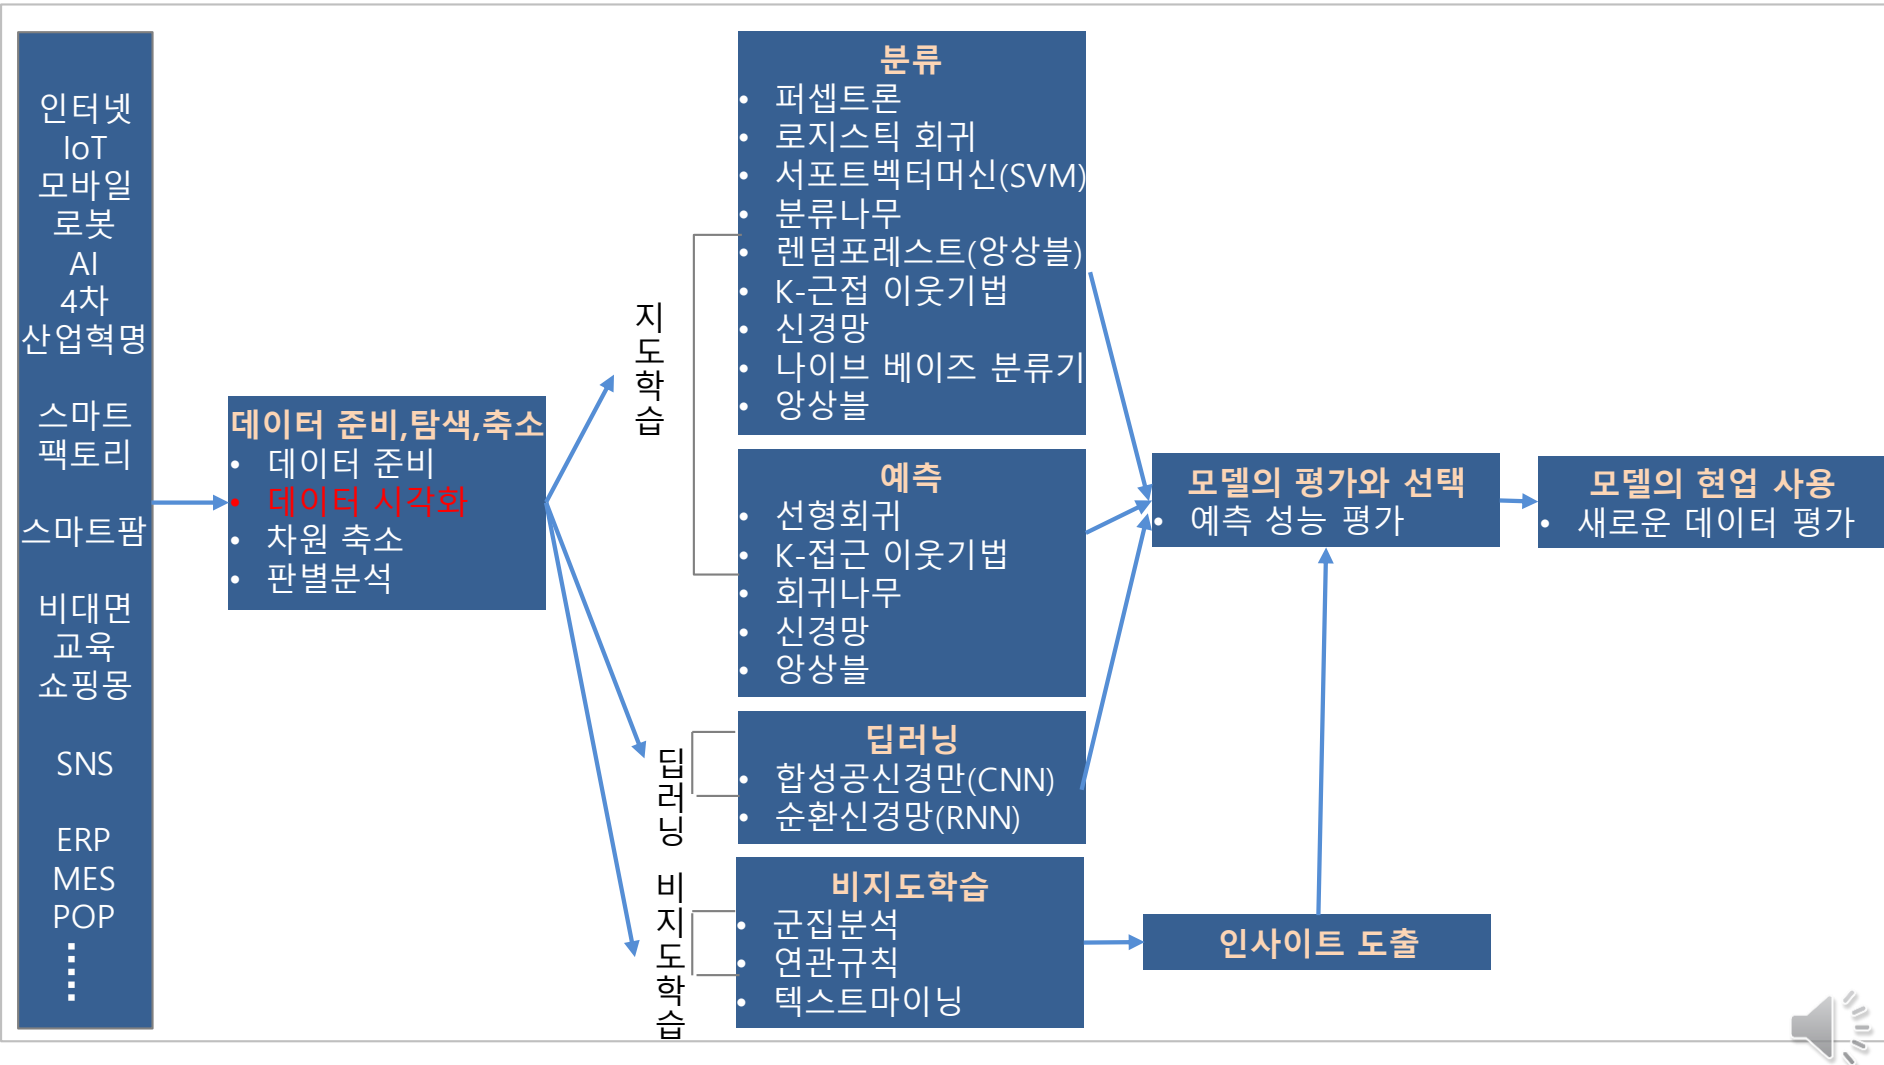 인터넷
IoT
모바일
로봇
AI
4차
산업혁명
스마트
팩토리
스마트팜
비대면
교육
쇼핑몽
SNS
ERP
MES
POP
데이터 준비,탐색,축소
• 데이터 준비
• 데이터 시각화
• 차원 축소
• 판별분석
지
도
학
습
분류
• 퍼셉트론
• 로지스틱 회귀
• 서포트벡터머신(SVM)
• 분류나무
• 렌덤포레스트(앙상블)
• K-근접 이웃기법
• 신경망
• 나이브 베이즈 분류기
• 앙상블
예측
• 선형회귀
• K-접근 이웃기법
• 회귀나무
• 신경망
• 앙상블
딥
러
닝
딥러닝
• 합성공신경만(CNN)
• 순환신경망(RNN)
비
지
도
학
습
비지도학습
• 군집분석
• 연관규칙
• 텍스트마이닝
모델의 평가와 선택
• 예측 성능 평가
인사이트 도출
모델의 현업 사용
• 새로운 데이터 평가